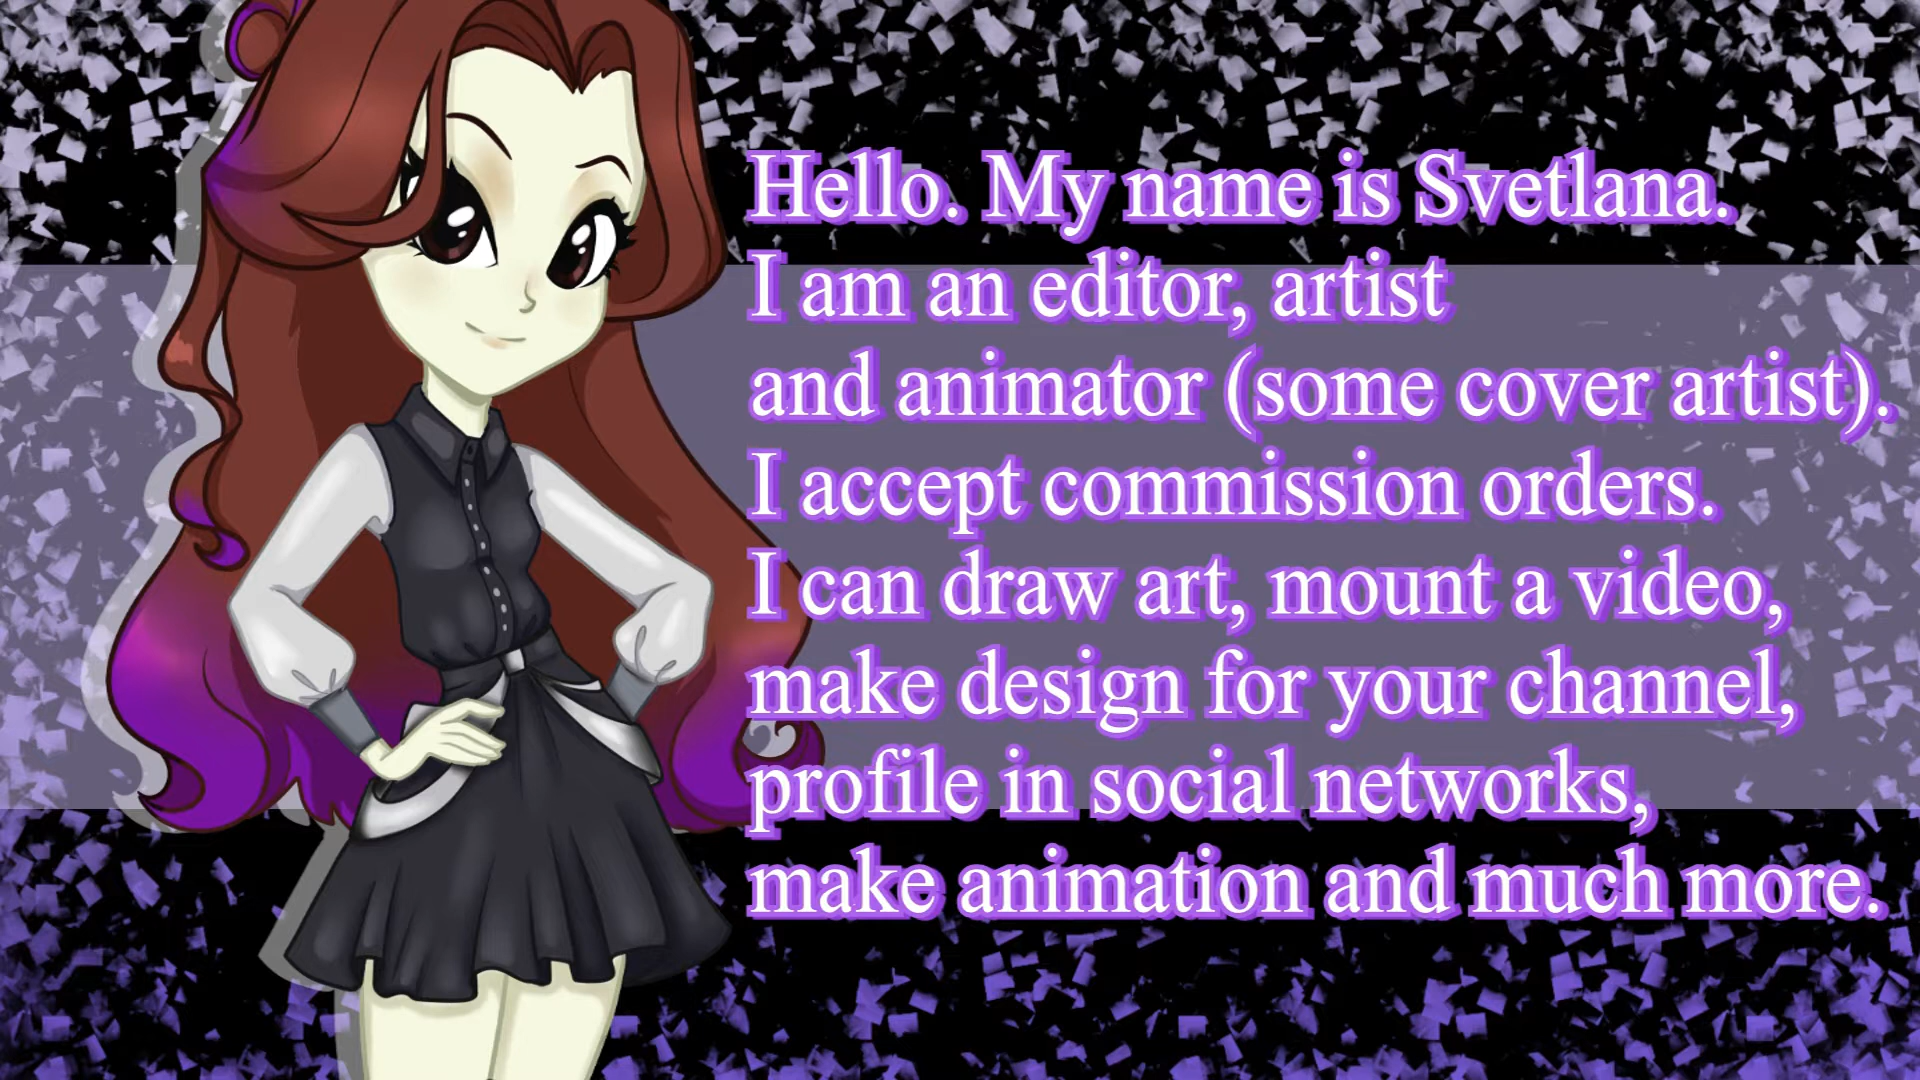 Hello. My name is Svetlana.
I am an editor, artist
and animator (some cover artist).
I accept commission orders.
I can draw art, mount a video,
make design for your channel,
profile in social networks,
make animation and much more.